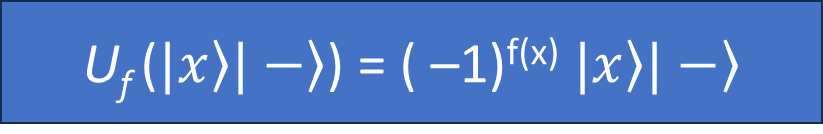 U_f(|x⟩| −⟩) = ( −1)^f(x) |x⟩| −⟩